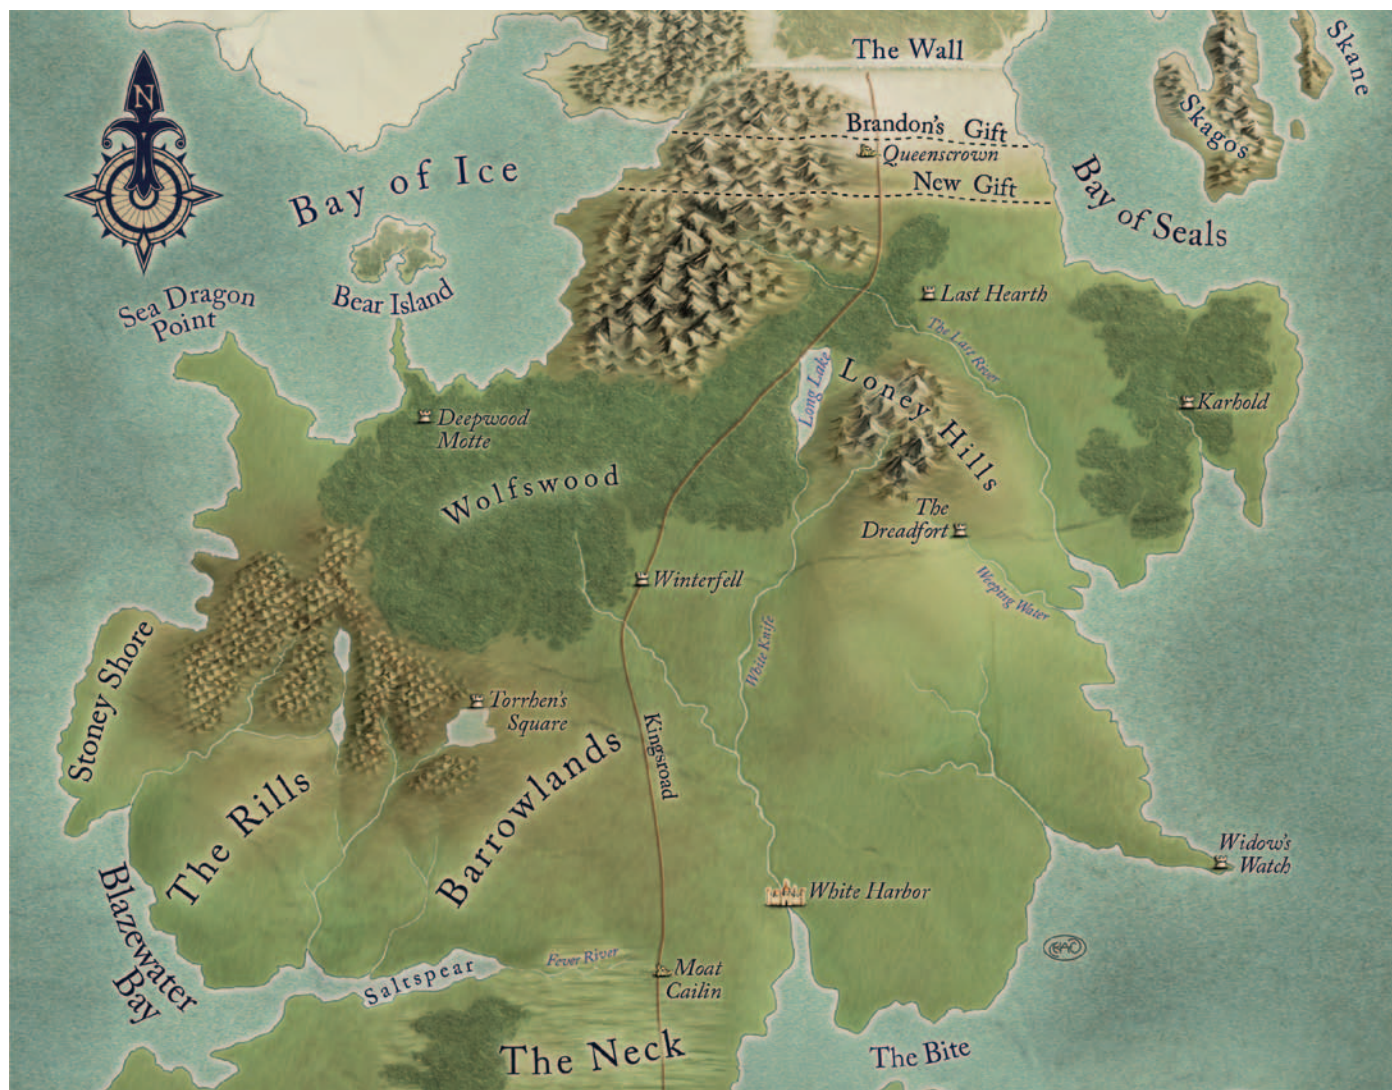 N
The Wall
Skane
Skagos
Brandon's Gift
Queenscrown
New Gift
Bay of Ice
Bay of Seals
Bear Island
Sea Dragon
Point
Last Hearth
The Last River
Long Lake
Loney Hills
Karhold
Deepwood
Motte
Wolfswood
The
Dreadfort
Winterfell
Weeping Water
White Knife
Stoney Shore
Torrhen's
Square
Kingsroad
The Rills
Barrowlands
Widow's
Watch
White Harbor
Blazewater
Bay
Saltspear
Fever River
Moat
Cailin
The Neck
The Bite